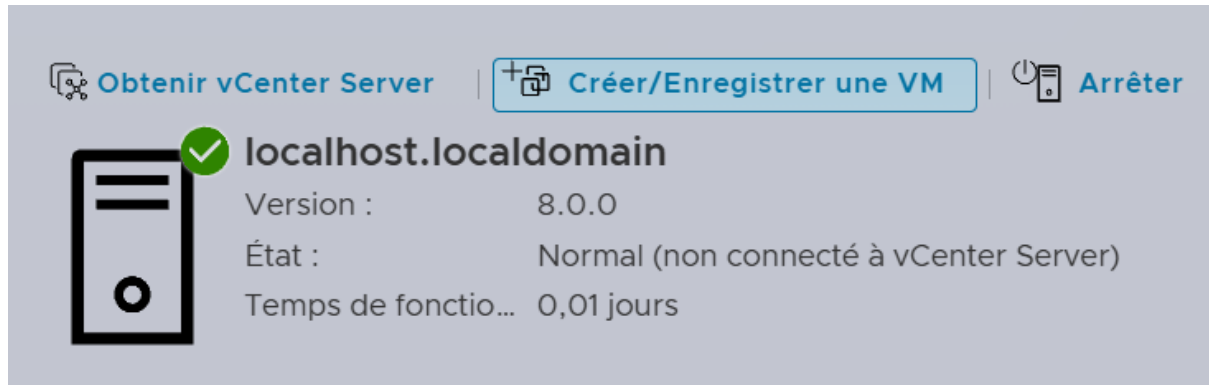 Obtenir vCenter Server Créer/Enregistrer une VM Arrêter
localhost.localdomain
Version : 8.0.0
État : Normal (non connecté à vCenter Server)
Temps de fonctio... 0,01 jours